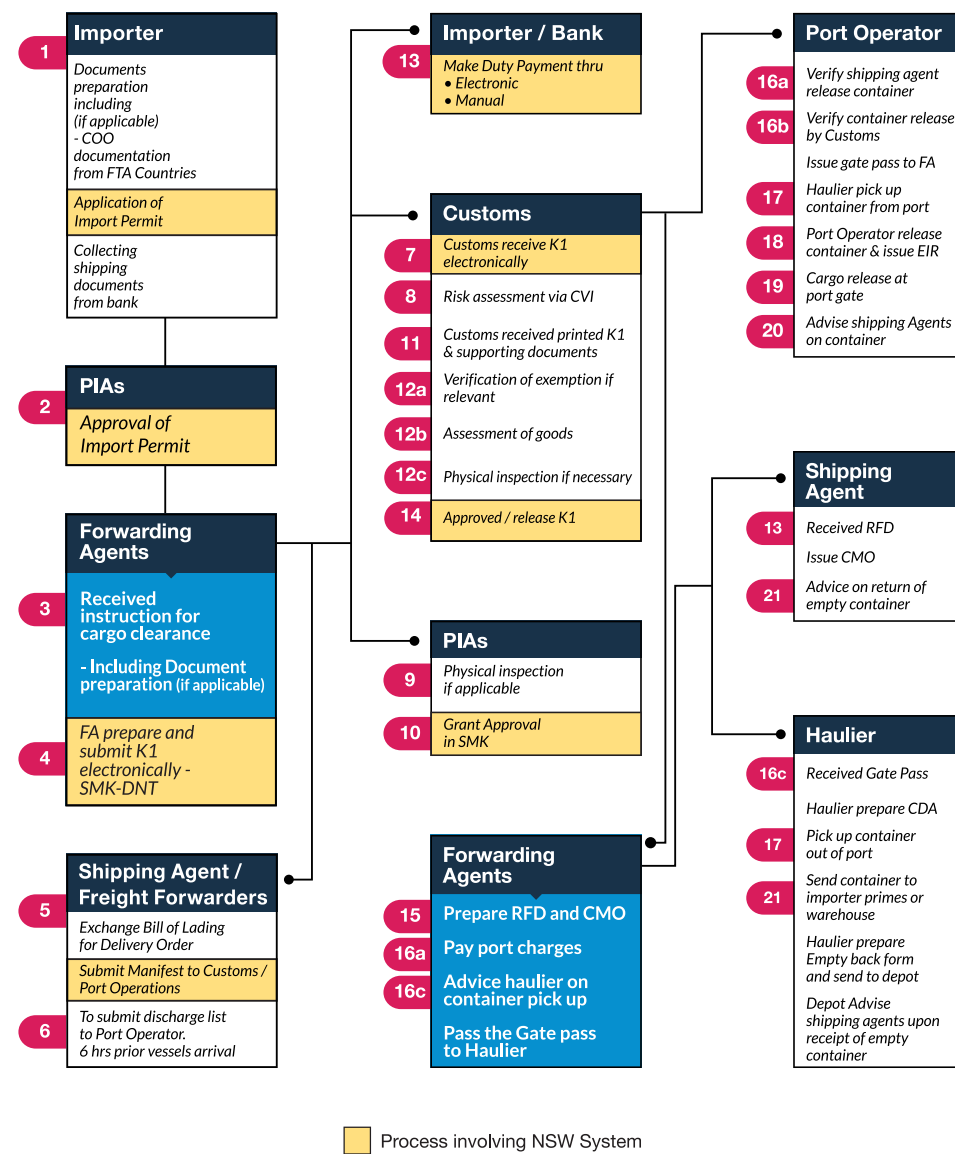 1
Importer
Documents
preparation
including
(if applicable)
- COO
documentation
from FTA Countries
Application of
Import Permit
Collecting
shipping
documents
from bank
2
PIAs
Approval of
Import Permit
Forwarding
Agents
3
Received
instruction for
cargo clearance
- Including Document
preparation (if applicable)
4
FA prepare and
submit K1
electronically -
SMK-DNT
Shipping Agent /
Freight Forwarders
5
Exchange Bill of Lading
for Delivery Order
Submit Manifest to Customs /
Port Operations
6
To submit discharge list
to Port Operator.
6 hrs prior vessels arrival
Importer / Bank
13
Make Duty Payment thru
• Electronic
• Manual
Customs
7
Customs receive K1
electronically
8
Risk assessment via CVI
11
Customs received printed K1
& supporting documents
12a
Verification of exemption if
relevant
12b
Assessment of goods
12c
Physical inspection if necessary
14
Approved / release K1
PIAs
9
Physical inspection
if applicable
10
Grant Approval
in SMK
Forwarding
Agents
15
Prepare RFD and CMO
16a
Pay port charges
16c
Advice haulier on
container pick up
Pass the Gate pass
to Haulier
Port Operator
16a
Verify shipping agent
release container
16b
Verify container release
by Customs
Issue gate pass to FA
17
Haulier pick up
container from port
18
Port Operator release
container & issue EIR
19
Cargo release at
port gate
20
Advise shipping Agents
on container
Shipping
Agent
13
Received RFD
Issue CMO
21
Advice on return of
empty container
Haulier
16c
Received Gate Pass
Haulier prepare CDA
17
Pick up container
out of port
21
Send container to
importer primes or
warehouse
Haulier prepare
Empty back form
and send to depot
Depot Advise
shipping agents upon
receipt of empty
container
Process involving NSW System